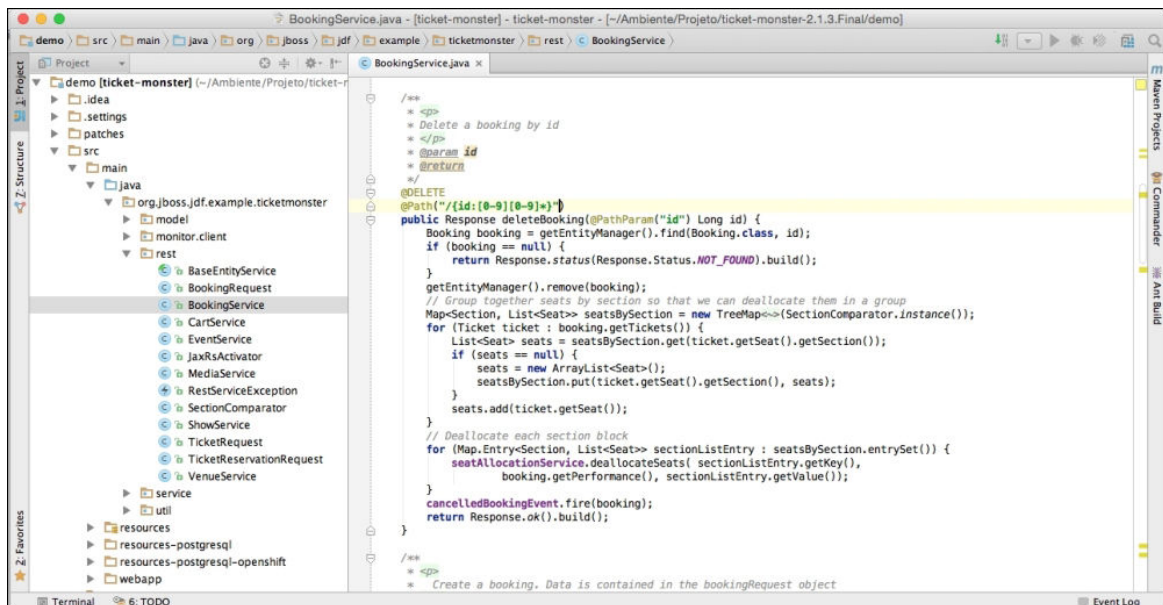 BookingService.java - [ticket-monster] - ticket-monster - [~/Ambiente/Projeto/ticket-monster-2.1.3.Final/demo]
demo src main java org jboss jdf example ticketmonster rest BookingService
Project
BookingService.java
1: Project
Z: Structure
2: Favorites
demo [ticket-monster] (~/Ambiente/Projeto/ticket-r
.idea
.settings
patches
src
main
java
org.jboss.jdf.example.ticketmonster
model
monitor.client
rest
BaseEntityService
BookingRequest
BookingService
CartService
EventService
JaxRsActivator
MediaService
RestServiceException
SectionComparator
ShowService
TicketRequest
TicketReservationRequest
VenueService
service
util
resources
resources-postgresql
resources-postgresql-openshift
webapp
/**
* <p>
* Delete a booking by id
* </p>
* @param id
* @return
*/
@DELETE
@Path("/{id:[0-9][0-9]*}")
public Response deleteBooking(@PathParam("id") Long id) {
Booking booking = getEntityManager().find(Booking.class, id);
if (booking == null) {
return Response.status(Response.Status.NOT_FOUND).build();
}
getEntityManager().remove(booking);
// Group together seats by section so that we can deallocate them in a group
Map<Section, List<Seat>> seatsBySection = new TreeMap<~>(SectionComparator.instance());
for (Ticket ticket : booking.getTickets()) {
List<Seat> seats = seatsBySection.get(ticket.getSeat().getSection());
if (seats == null) {
seats = new ArrayList<Seat>();
seatsBySection.put(ticket.getSeat().getSection(), seats);
}
seats.add(ticket.getSeat());
}
// Deallocate each section block
for (Map.Entry<Section, List<Seat>> sectionListEntry : seatsBySection.entrySet()) {
seatAllocationService.deallocateSeats( sectionListEntry.getKey(),
booking.getPerformance(), sectionListEntry.getValue());
}
cancelledBookingEvent.fire(booking);
return Response.ok().build();
}
/**
* <p>
* Create a booking. Data is contained in the bookingRequest object
m Maven Projects
Commander
Ant Build
Terminal
6: TODO
Event Log